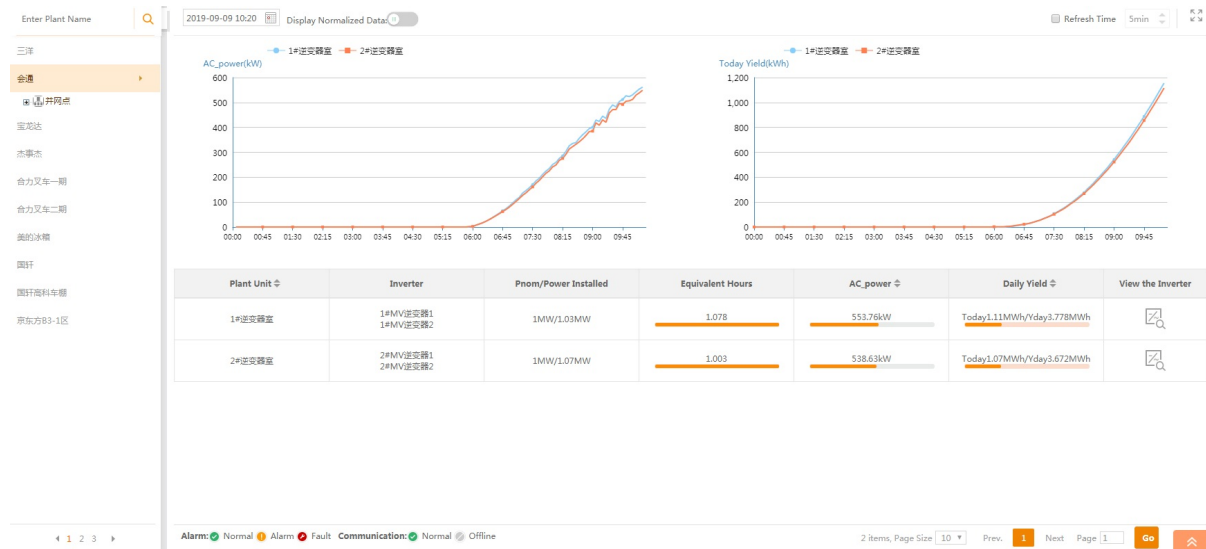 Enter Plant Name
2019-09-09 10:20 Display Normalized Data:
Refresh Time 5min
三洋
会通
并网点
宝龙达
杰事杰
合力叉车一期
合力叉车二期
美的冰箱
国轩
国轩高科车棚
京东方B3-1区
1 2 3
1#逆变器室 2#逆变器室
AC_power(kW)
600
500
400
300
200
100
0
00:00 00:45 01:30 02:15 03:00 03:45 04:30 05:15 06:00 06:45 07:30 08:15 09:00 09:45
1#逆变器室 2#逆变器室
Today Yield(kWh)
1,200
1,000
800
600
400
200
0
00:00 00:45 01:30 02:15 03:00 03:45 04:30 05:15 06:00 06:45 07:30 08:15 09:00 09:45
Plant Unit Inverter Pnom/Power Installed Equivalent Hours AC_power Daily Yield View the Inverter
1#逆变器室 1#MV逆变器1 1MW/1.03MW 1.078 553.76kW Today1.11MWh/Yday3.778MWh
1#MV逆变器2
2#逆变器室 2#MV逆变器1 1MW/1.07MW 1.003 538.63kW Today1.07MWh/Yday3.672MWh
2#MV逆变器2
Alarm: Normal Alarm Fault Communication: Normal Offline
2 items, Page Size 10 Prev. 1 Next Page 1 Go